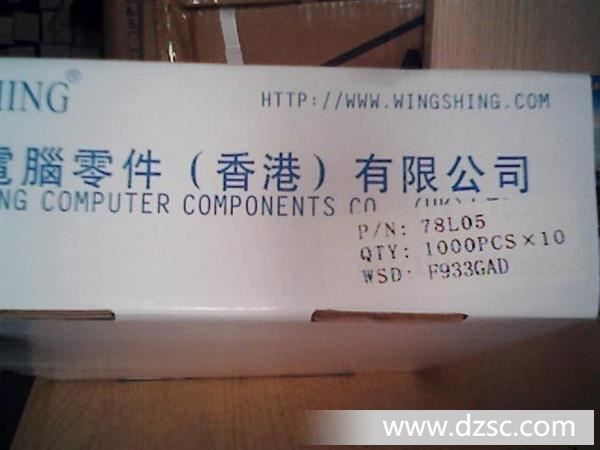 HING®
HTTP://WWW.WINGSHING.COM
電腦零件（香港）有限公司
NG COMPUTER COMPONENTS CO
P/N: 78L05
QTY: 1000PCS×10
WSD: F933GAD
www.dzsc.com